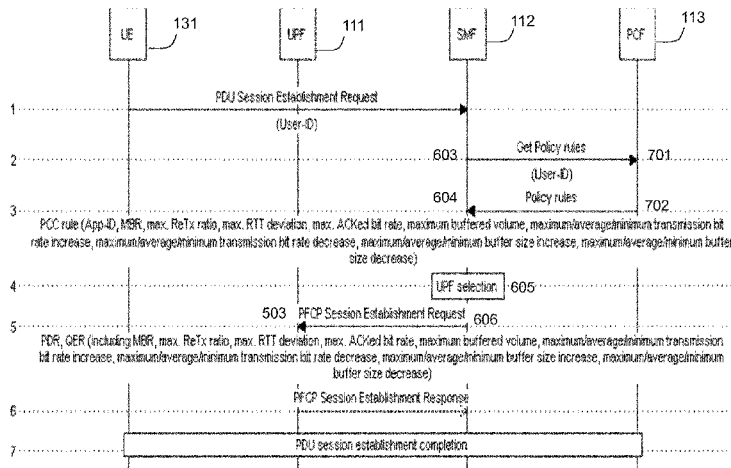 131
111
112
113
UE
UPF
SMF
PCF
1
PDU Session Establishment Request
(User-ID)
2
603
Get Policy rules
701
(User-ID)
604
Policy rules
702
3
PCC rule (App-ID, MBR, max. ReTx ratio, max. RTT deviation, max. ACKed bit rate, maximum buffered volume, maximum/average/minimum transmission bit
rate increase, maximum/average/minimum transmission bit rate decrease, maximum/average/minimum buffer size increase, maximum/average/minimum buffer
size decrease)
4
UPF selection
605
503
PFCP Session Establishment Request
606
5
PDR, QER (including MBR, max. ReTx ratio, max. RTT deviation, max. ACKed bit rate, maximum buffered volume, maximum/average/minimum transmission
bit rate increase, maximum/average/minimum transmission bit rate decrease, maximum/average/minimum buffer size increase, maximum/average/minimum
buffer size decrease)
PFCP Session Establishment Response
6
7
PDU session establishment completion